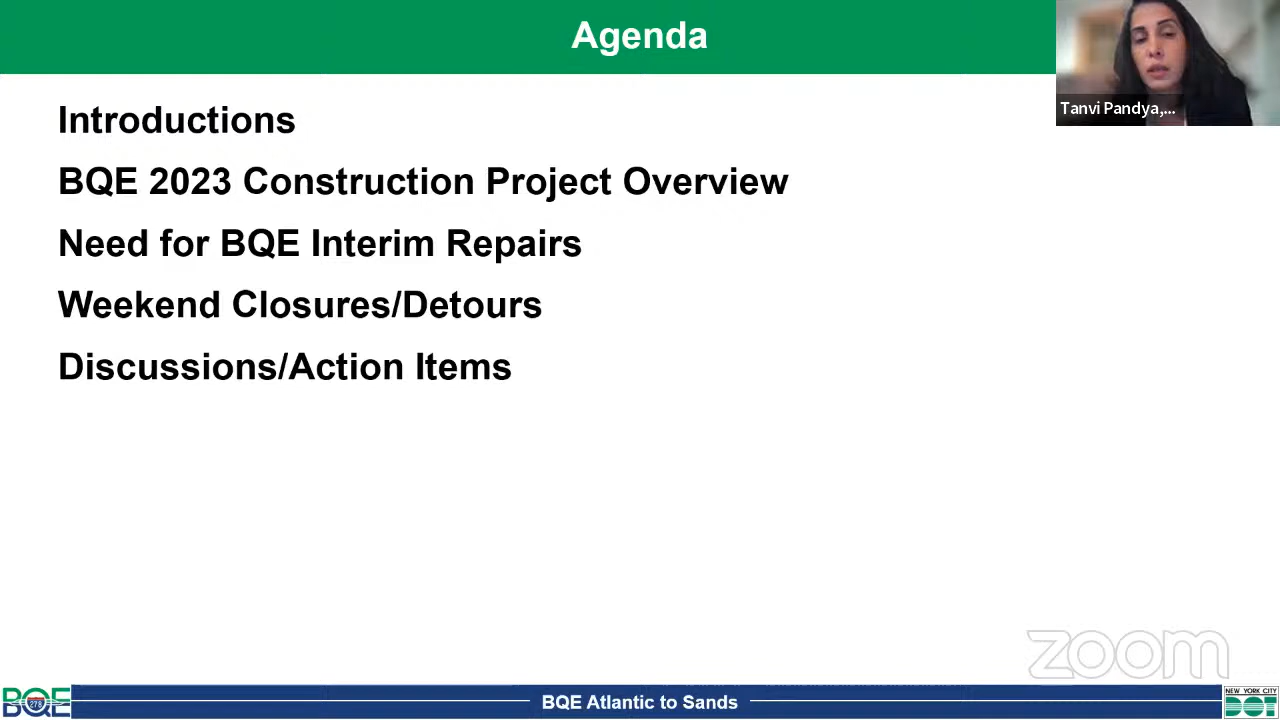 Agenda
Tanvi Pandya,...
Introductions
BQE 2023 Construction Project Overview
Need for BQE Interim Repairs
Weekend Closures/Detours
Discussions/Action Items
zoom
BQE
278
BQE Atlantic to Sands
NEW YORK CITY
DOT